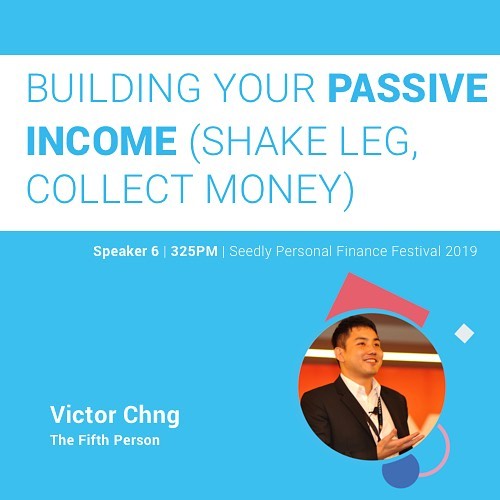 BUILDING YOUR PASSIVE
INCOME (SHAKE LEG,
COLLECT MONEY)
Speaker 6 | 325PM | Seedly Personal Finance Festival 2019
Victor Chng
The Fifth Person